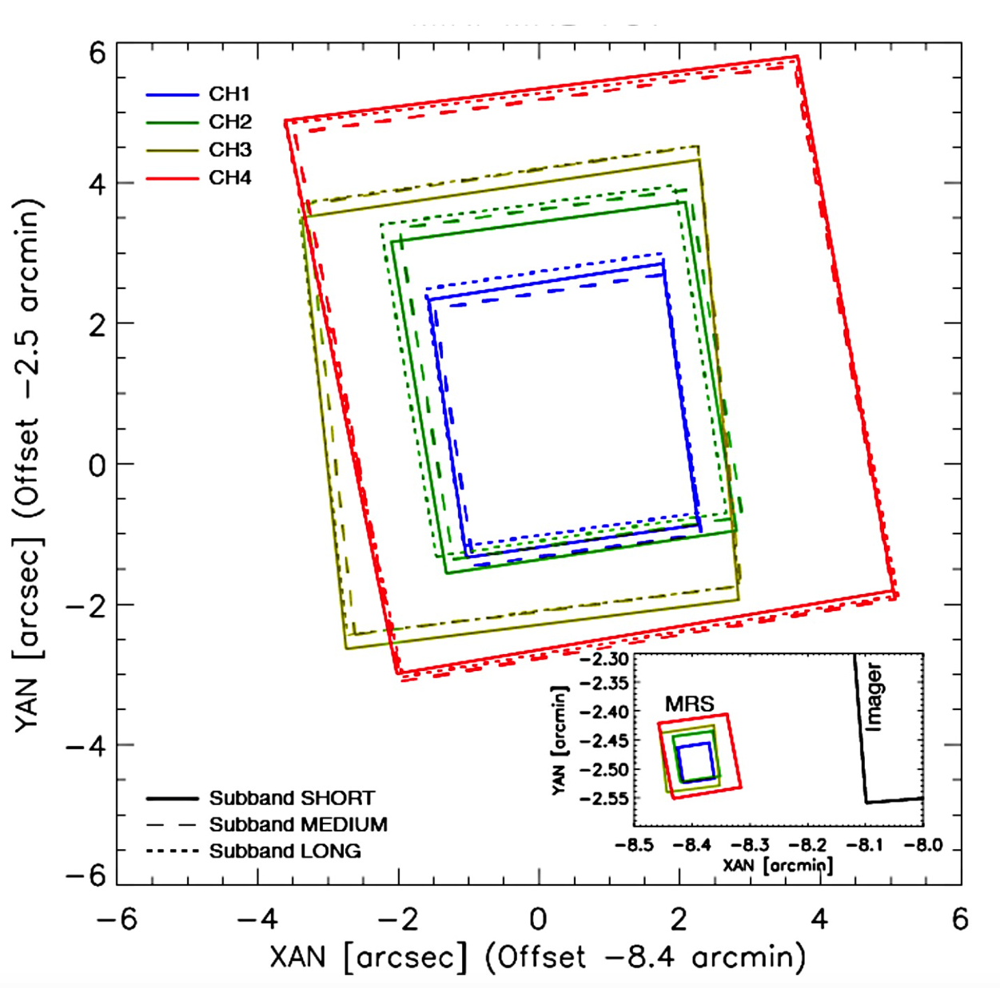 6
4
2
0
−2
−4
−6
YAN [arcsec] (Offset −2.5 arcmin)
CH1
CH2
CH3
CH4
Subband SHORT
Subband MEDIUM
Subband LONG
−6 −4 −2 0 2 4 6
XAN [arcsec] (Offset −8.4 arcmin)
−2.30
−2.35
−2.40
−2.45
−2.50
−2.55
YAN [arcmin]
MRS
Imager
−8.5 −8.4 −8.3 −8.2 −8.1 −8.0
XAN [arcmin]